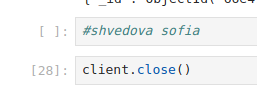 [ ]: #shvedova sofia
[28]: client.close()